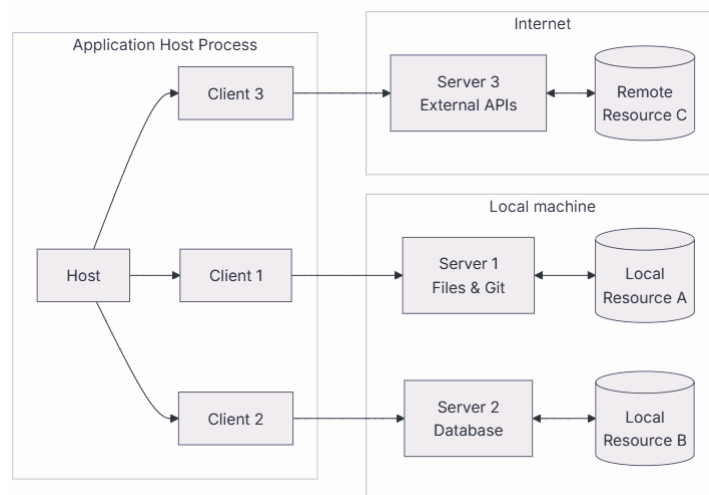 Internet
Application Host Process
Client 3
Server 3
External APIs
Remote
Resource C
Local machine
Host
Client 1
Server 1
Files & Git
Local
Resource A
Client 2
Server 2
Database
Local
Resource B